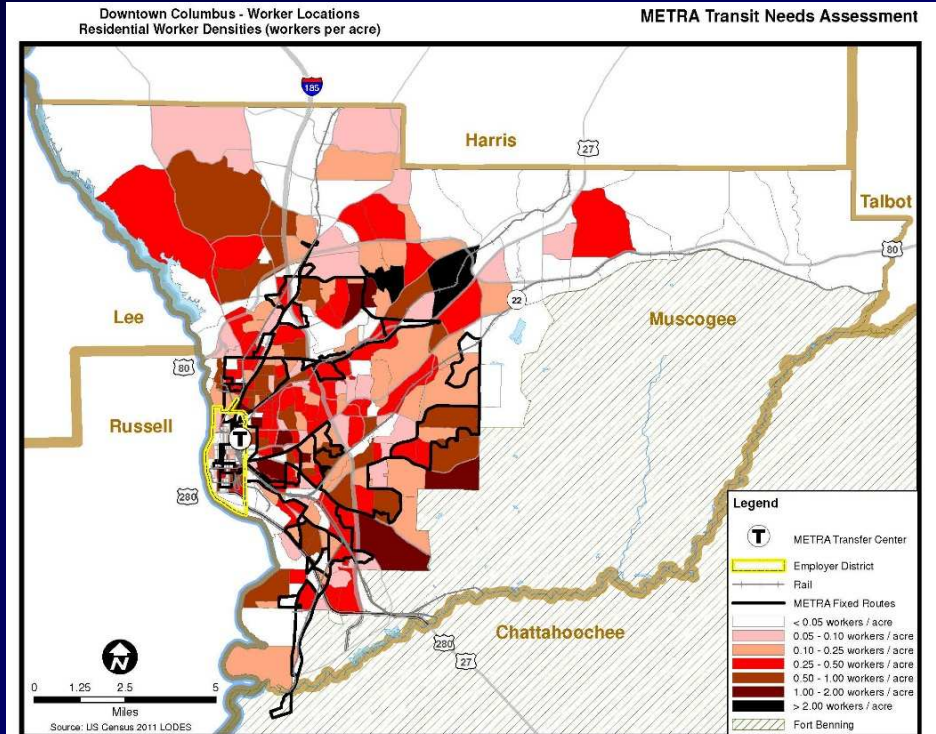 Downtown Columbus - Worker Locations
Residential Worker Densities (workers per acre)
METRA Transit Needs Assessment
185
Harris
27
Talbot
80
22
Lee
Muscogee
80
Russell
T
280
Chattahoochee
280
27
N
0 1.25 2.5 5
Miles
Source: US Census 2011 LODES
Legend
T METRA Transfer Center
Employer District
Rail
METRA Fixed Routes
< 0.05 workers / acre
0.05 - 0.10 workers / acre
0.10 - 0.25 workers / acre
0.25 - 0.50 workers / acre
0.50 - 1.00 workers / acre
1.00 - 2.00 workers / acre
> 2.00 workers / acre
Fort Benning